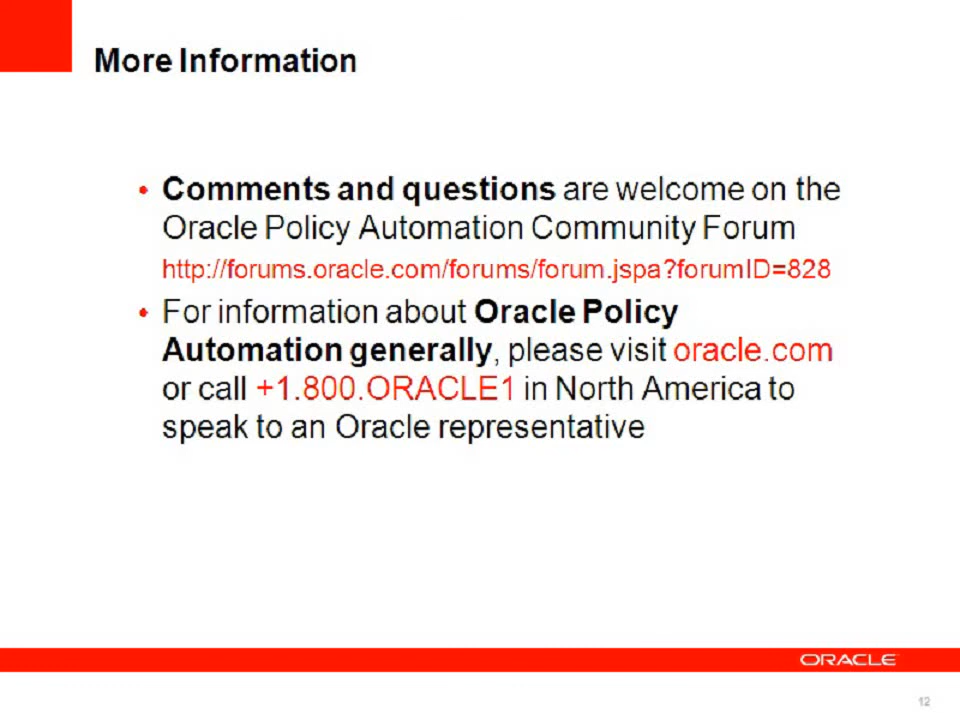 More Information
• Comments and questions are welcome on the
Oracle Policy Automation Community Forum
http://forums.oracle.com/forums/forum.jspa?forumID=828
• For information about Oracle Policy
Automation generally, please visit oracle.com
or call +1.800.ORACLE1 in North America to
speak to an Oracle representative
ORACLE
12